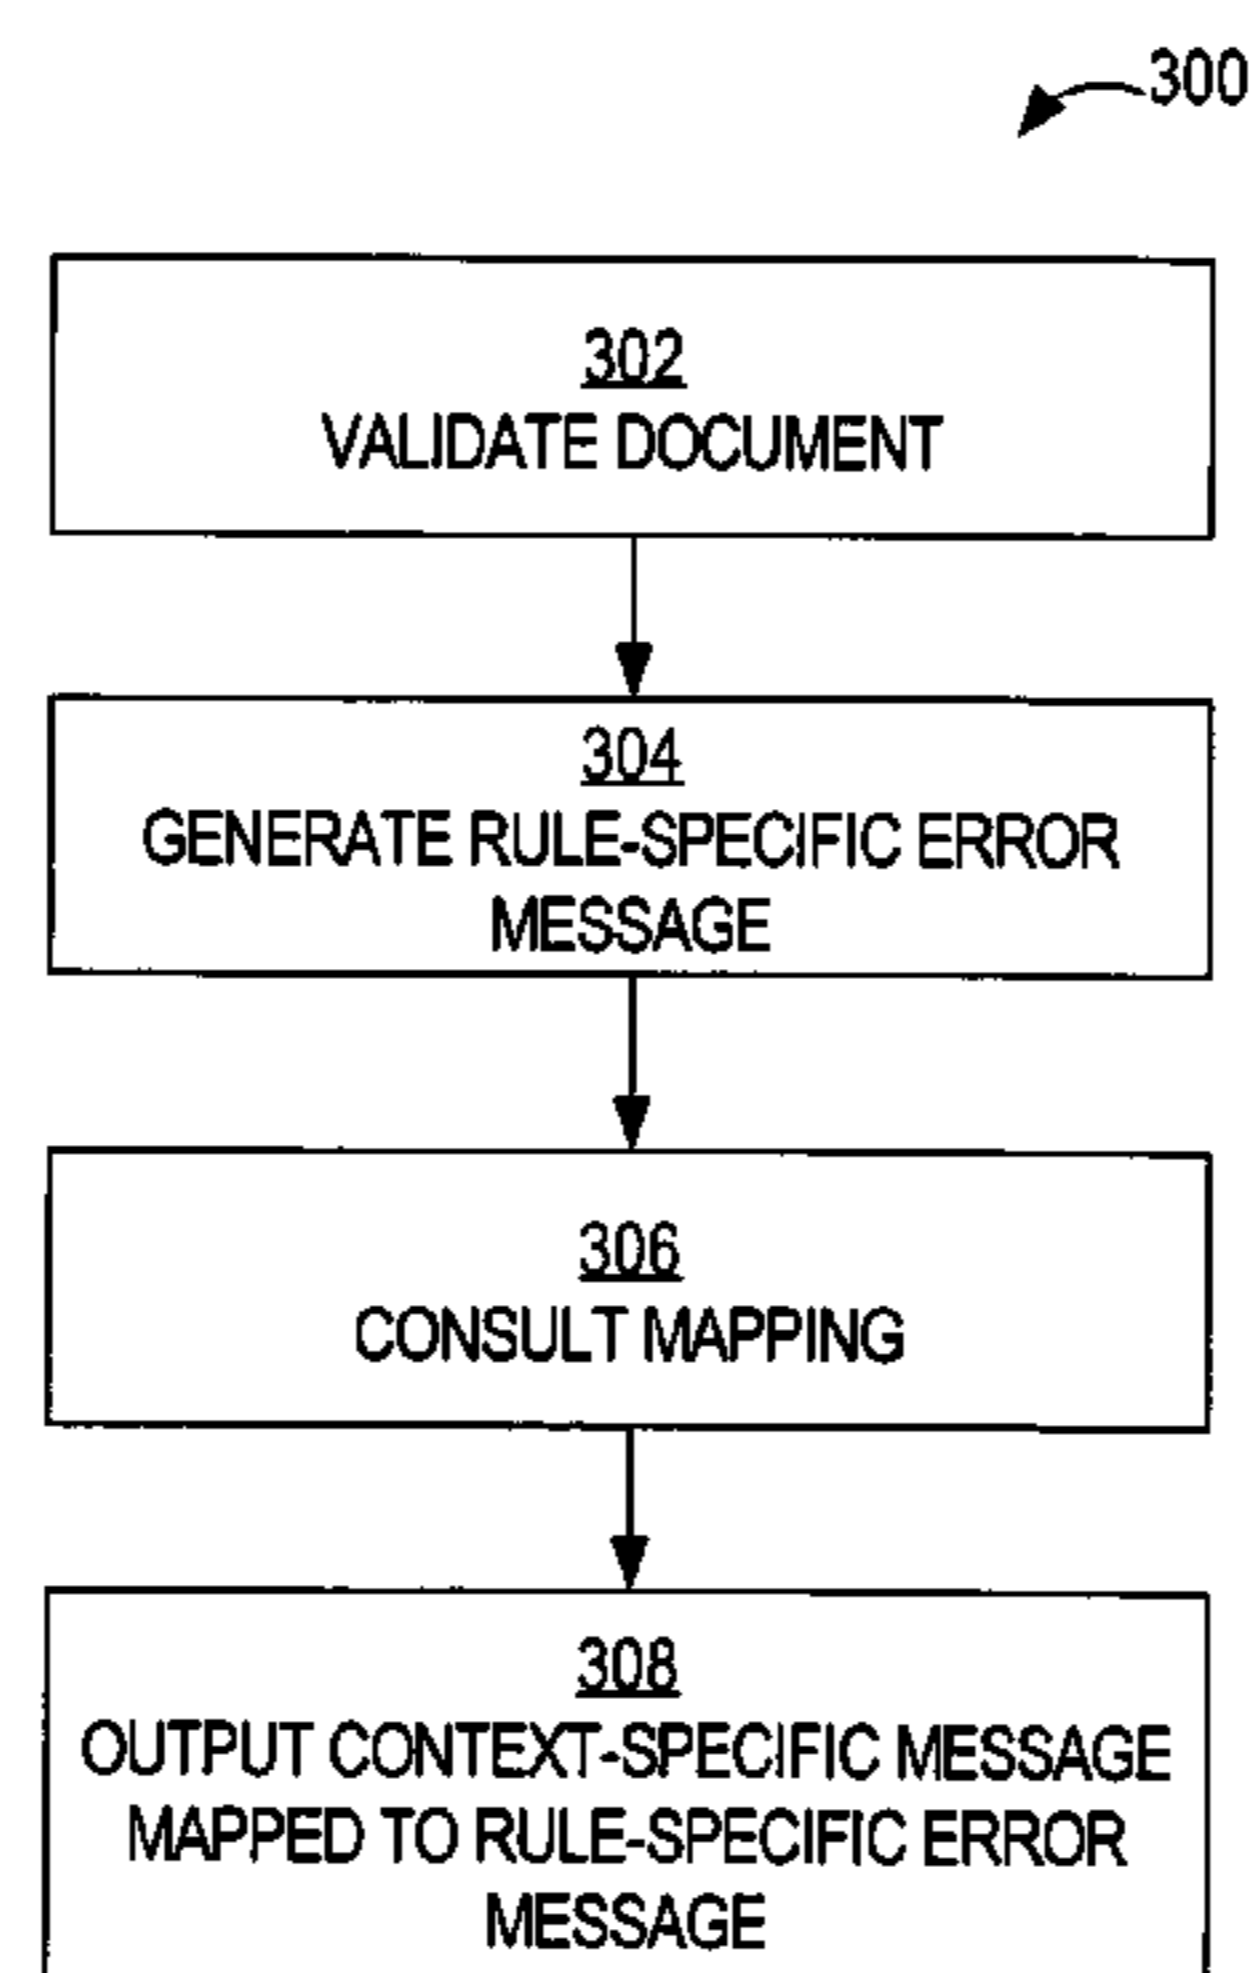 300
302
VALIDATE DOCUMENT
304
GENERATE RULE-SPECIFIC ERROR
MESSAGE
306
CONSULT MAPPING
308
OUTPUT CONTEXT-SPECIFIC MESSAGE
MAPPED TO RULE-SPECIFIC ERROR
MESSAGE